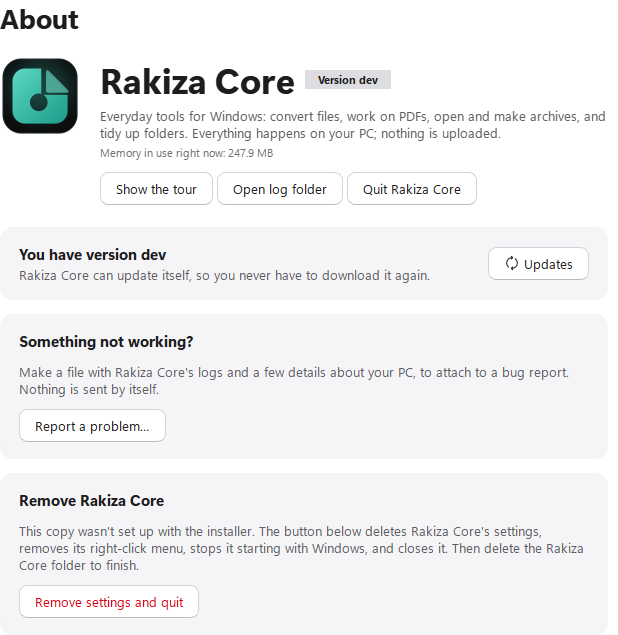 About
Rakiza Core
Version dev
Everyday tools for Windows: convert files, work on PDFs, open and make archives, and
tidy up folders. Everything happens on your PC; nothing is uploaded.
Memory in use right now: 247.9 MB
Show the tour
Open log folder
Quit Rakiza Core
You have version dev
Rakiza Core can update itself, so you never have to download it again.
Updates
Something not working?
Make a file with Rakiza Core's logs and a few details about your PC, to attach to a bug report.
Nothing is sent by itself.
Report a problem...
Remove Rakiza Core
This copy wasn't set up with the installer. The button below deletes Rakiza Core's settings,
removes its right-click menu, stops it starting with Windows, and closes it. Then delete the Rakiza
Core folder to finish.
Remove settings and quit